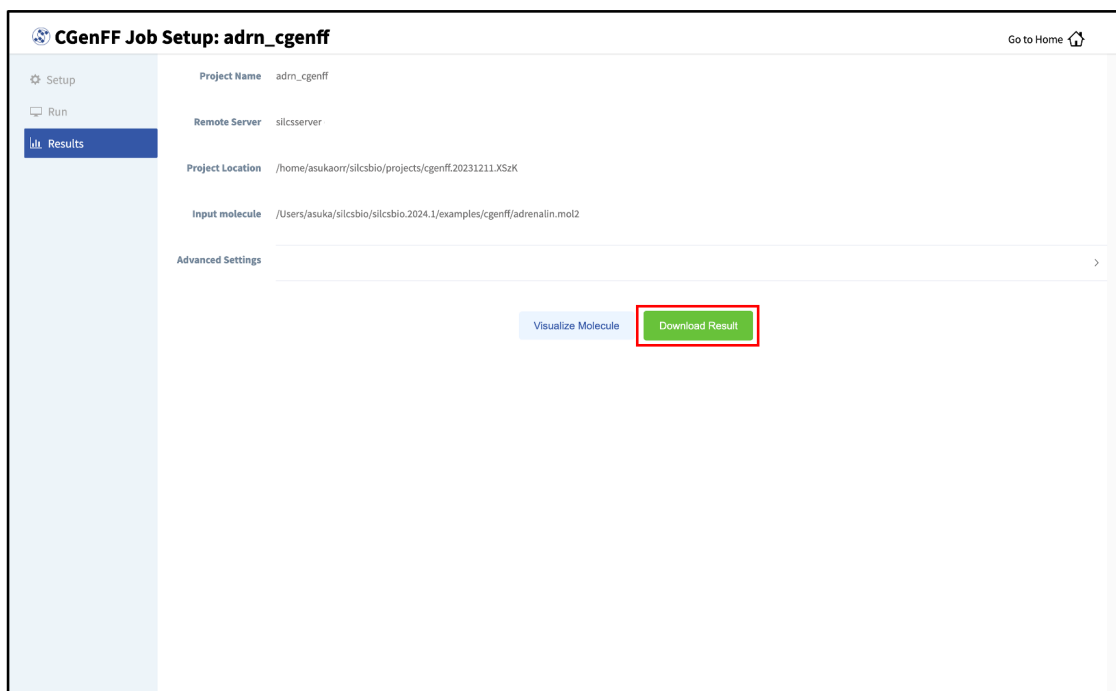 CGenFF Job Setup: adrn_cgenff
Go to Home
Setup
Run
Results
Project Name adrn_cgenff
Remote Server silcsserver
Project Location /home/asukaorr/silcsbio/projects/cgenff.20231211.XSzK
Input molecule /Users/asuka/silcsbio/silcsbio.2024.1/examples/cgenff/adrenalin.mol2
Advanced Settings
Visualize Molecule Download Result